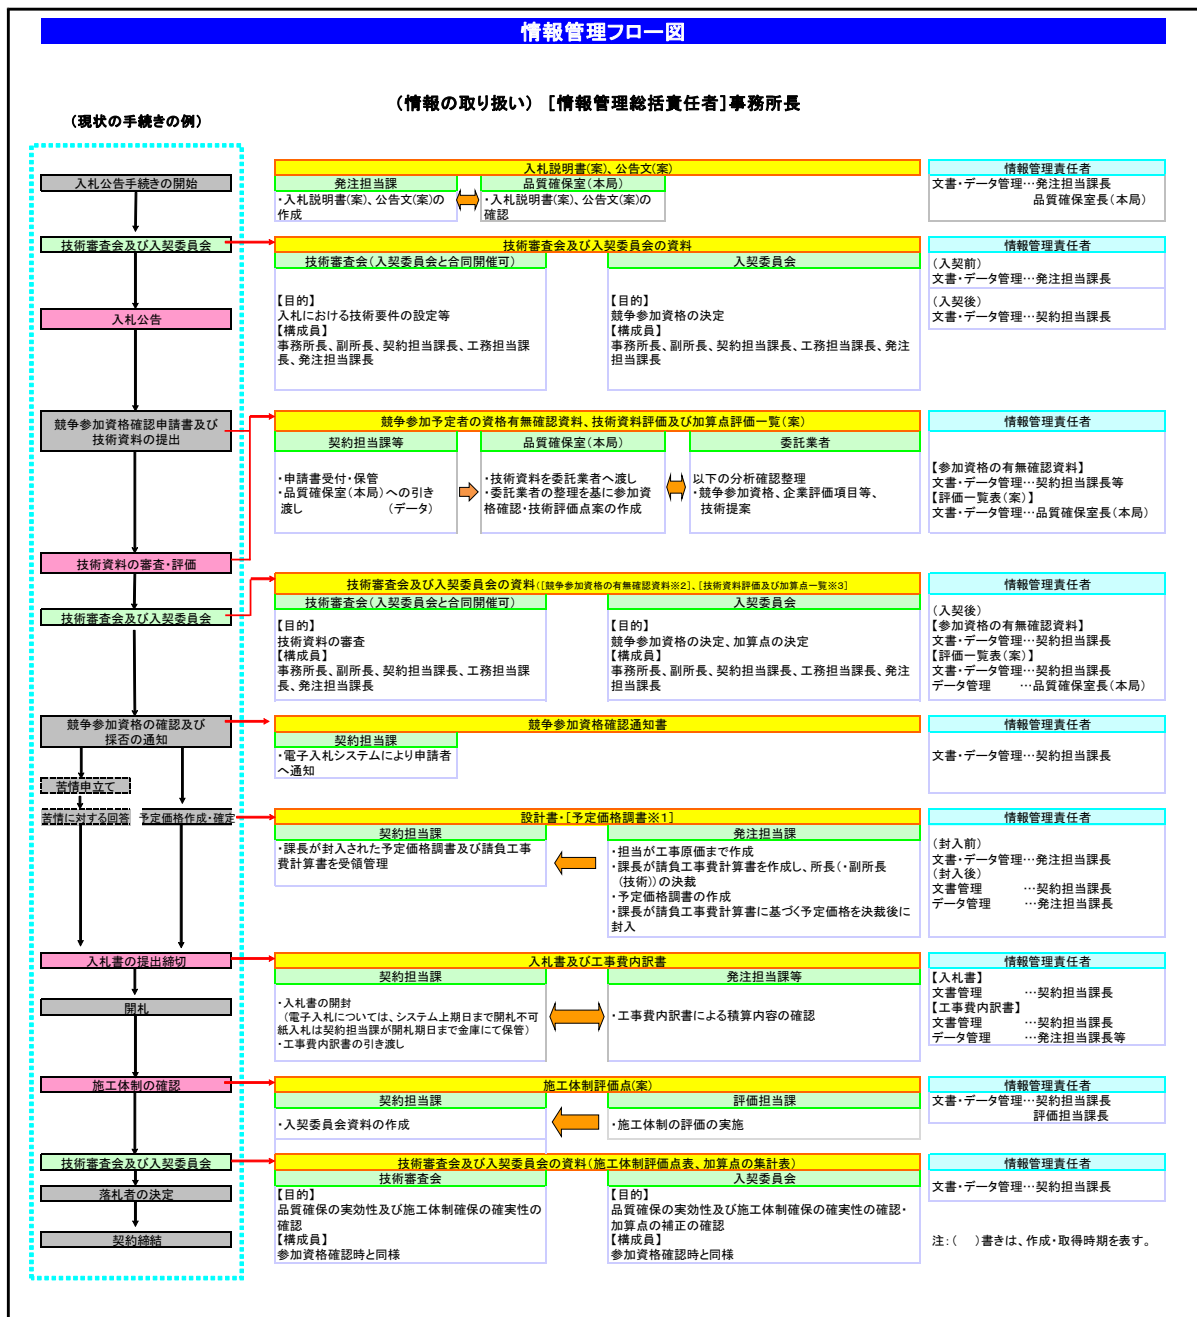 情報管理フロー図
（情報の取り扱い） ［情報管理総括責任者］事務所長
（現状の手続きの例）
入札公告手続きの開始
技術審査会及び入契委員会
入札公告
競争参加資格確認申請書及び
技術資料の提出
技術資料の審査・評価
技術審査会及び入契委員会
競争参加資格の確認及び
採否の通知
苦情申立て
苦情に対する回答
予定価格作成・確定
入札書の提出締切
開札
施工体制の確認
技術審査会及び入契委員会
落札者の決定
契約締結
入札説明書(案)、公告文(案)
発注担当課
・入札説明書(案)、公告文(案)の
作成
品質確保室(本局)
・入札説明書(案)、公告文(案)の
確認
情報管理責任者
文書・データ管理…発注担当課長
品質確保室長(本局)
技術審査会及び入契委員会の資料
技術審査会(入契委員会と合同開催可)
【目的】
入札における技術要件の設定等
【構成員】
事務所長、副所長、契約担当課長、工務担当課
長、発注担当課長
入契委員会
【目的】
競争参加資格の決定
【構成員】
事務所長、副所長、契約担当課長、工務担当課長、発注
担当課長
情報管理責任者
(入契前)
文書・データ管理…発注担当課長
(入契後)
文書・データ管理…契約担当課長
競争参加予定者の資格有無確認資料、技術資料評価及び加算点評価一覧(案)
契約担当課等
・申請書受付・保管
・品質確保室(本局)への引き
渡し (データ)
品質確保室(本局)
・技術資料を委託業者へ渡し
・委託業者の整理を基に参加資
格確認・技術評価点案の作成
委託業者
以下の分析確認整理
・競争参加資格、企業評価項目等、
技術提案
情報管理責任者
【参加資格の有無確認資料】
文書・データ管理…契約担当課長等
【評価一覧表(案)】
文書・データ管理…品質確保室長(本局)
技術審査会及び入契委員会の資料([競争参加資格の有無確認資料※2]、[技術資料評価及び加算点一覧※3]
技術審査会(入契委員会と合同開催可)
【目的】
技術資料の審査
【構成員】
事務所長、副所長、契約担当課長、工務担当課
長、発注担当課長
入契委員会
【目的】
競争参加資格の決定、加算点の決定
【構成員】
事務所長、副所長、契約担当課長、工務担当課長、発注
担当課長
情報管理責任者
(入契後)
【参加資格の有無確認資料】
文書・データ管理…契約担当課長
【評価一覧表(案)】
文書・データ管理…契約担当課長
データ管理 …品質確保室長(本局)
競争参加資格確認通知書
契約担当課
・電子入札システムにより申請者
へ通知
情報管理責任者
文書・データ管理…契約担当課長
設計書・[予定価格調書※1]
契約担当課
・課長が封入された予定価格調書及び請負工事
費計算書を受領管理
発注担当課
・担当が工事原価まで作成
・課長が請負工事費計算書を作成し、所長(・副所長
(技術))の決裁
・予定価格調書の作成
・課長が請負工事費計算書に基づく予定価格を決裁後に
封入
情報管理責任者
(封入前)
文書・データ管理…発注担当課長
(封入後)
文書管理 …契約担当課長
データ管理 …発注担当課長
入札書及び工事費内訳書
契約担当課
・入札書の開封
(電子入札については、システム上期日まで開札不可
紙入札は契約担当課が開札期日まで金庫にて保管)
・工事費内訳書の引き渡し
発注担当課等
・工事費内訳書による積算内容の確認
情報管理責任者
【入札書】
文書管理 …契約担当課長
【工事費内訳書】
文書管理 …契約担当課長
データ管理 …発注担当課長等
施工体制評価点(案)
契約担当課
・入契委員会資料の作成
評価担当課
・施工体制の評価の実施
情報管理責任者
文書・データ管理…契約担当課長
評価担当課長
技術審査会及び入契委員会の資料(施工体制評価点表、加算点の集計表)
技術審査会
【目的】
品質確保の実効性及び施工体制確保の確実性の
確認
【構成員】
参加資格確認時と同様
入契委員会
【目的】
品質確保の実効性及び施工体制確保の確実性の確認・
加算点の補正の確認
【構成員】
参加資格確認時と同様
情報管理責任者
文書・データ管理…契約担当課長
注:( )書きは、作成・取得時期を表す。